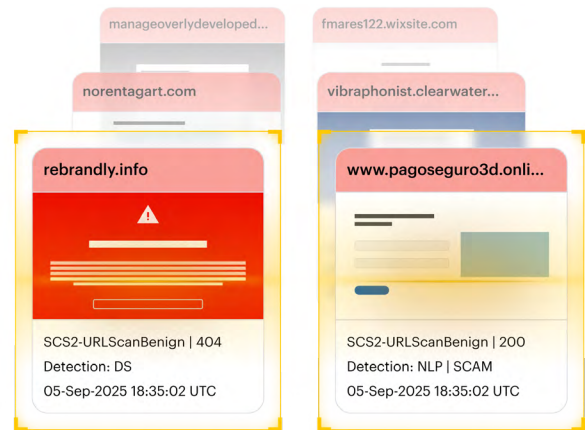 manageoverlydeveloped...
fmares122.wixsite.com
norentagart.com
vibraphonist.clearwater...
rebrandly.info
www.pagoseguro3d.onli...
SCS2-URLScanBenign | 404
Detection: DS
05-Sep-2025 18:35:02 UTC
SCS2-URLScanBenign | 200
Detection: NLP | SCAM
05-Sep-2025 18:35:02 UTC